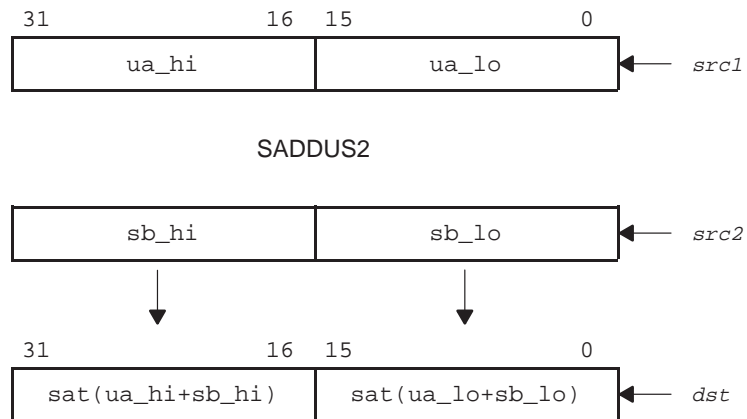 31 16 15 0
ua_hi ua_lo src1
SADDUS2
sb_hi sb_lo src2
31 16 15 0
sat(ua_hi+sb_hi) sat(ua_lo+sb_lo) dst